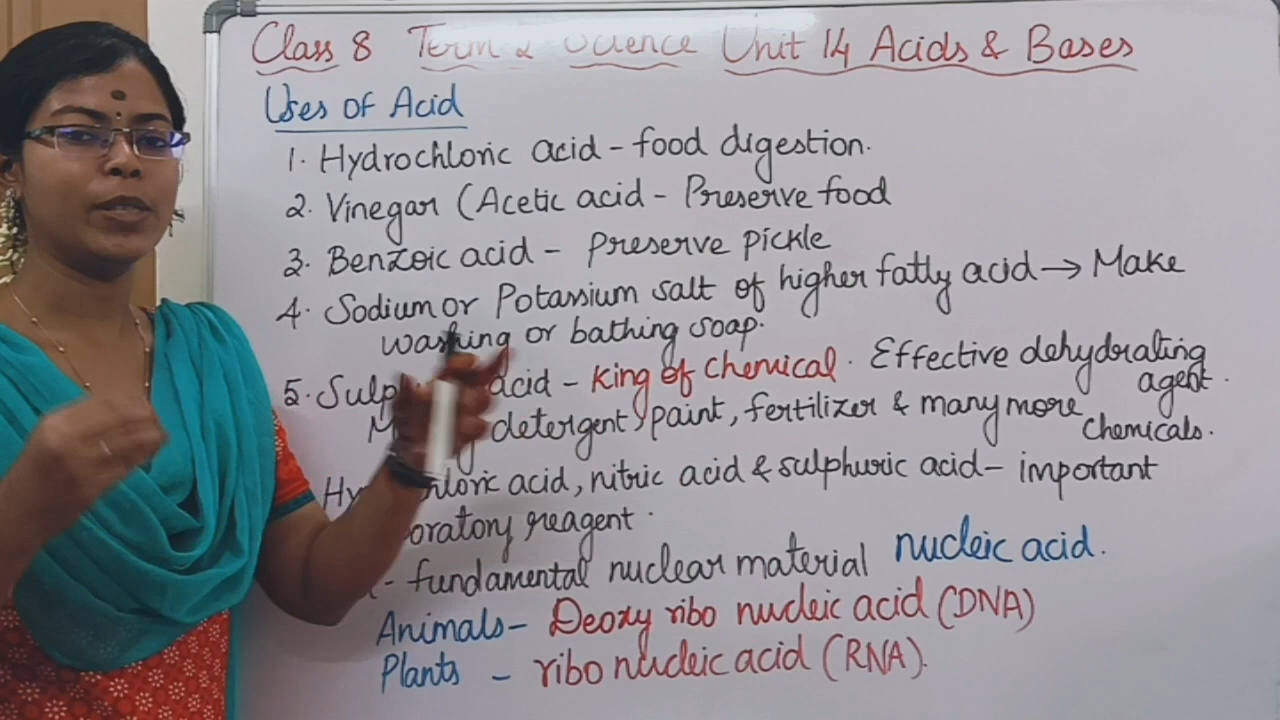 Class 8 Term 2 Science Unit 14 Acids & Bases
Uses of Acid
1. Hydrochloric acid - food digestion.
2. Vinegar (Acetic acid - Preserve food
3. Benzoic acid - Preserve pickle
4. Sodium or Potassium salt of higher fatty acid → Make
washing or bathing soap.
5. acid - King of chemical. Effective dehydrating
agent.
detergent, paint, fertilizer & many more
chemicals.
acid, nitric acid & sulphuric acid - important
reagent.
- fundamental nuclear material nucleic acid.
Animals - Deoxy ribo nucleic acid (DNA)
Plants - ribo nucleic acid (RNA).